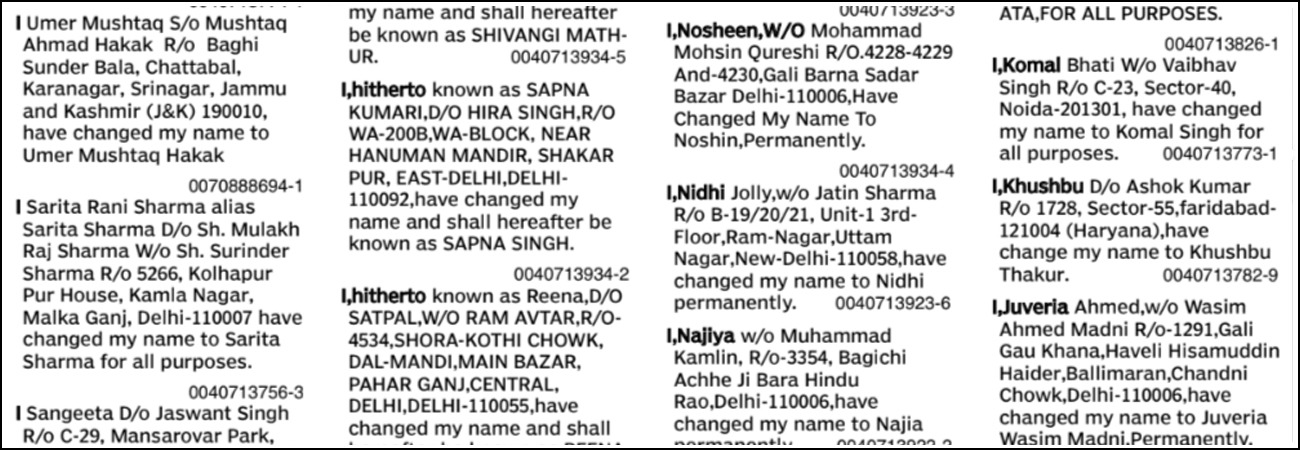 I Umer Mushtaq S/o Mushtaq
Ahmad Hakak R/o Baghi
Sunder Bala, Chattabal,
Karanagar, Srinagar, Jammu
and Kashmir (J&K) 190010,
have changed my name to
Umer Mushtaq Hakak
0070888694-1
I Sarita Rani Sharma alias
Sarita Sharma D/o Sh. Mulakh
Raj Sharma W/o Sh. Surinder
Sharma R/o 5266, Kolhapur
Pur House, Kamla Nagar,
Malka Ganj, Delhi-110007 have
changed my name to Sarita
Sharma for all purposes.
0040713756-3
I Sangeeta D/o Jaswant Singh
R/o C-29, Mansarovar Park,
my name and shall hereafter
be known as SHIVANGI MATH-
UR. 0040713934-5
I,hitherto known as SAPNA
KUMARI,D/O HIRA SINGH,R/O
WA-200B,WA-BLOCK, NEAR
HANUMAN MANDIR, SHAKAR
PUR, EAST-DELHI,DELHI-
110092,have changed my
name and shall hereafter be
known as SAPNA SINGH.
0040713934-2
I,hitherto known as Reena,D/O
SATPAL,W/O RAM AVTAR,R/O-
4534,SHORA-KOTHI CHOWK,
DAL-MANDI,MAIN BAZAR,
PAHAR GANJ,CENTRAL,
DELHI,DELHI-110055,have
changed my name and shall
0040713923-3
I,Nosheen,W/O Mohammad
Mohsin Qureshi R/O.4228-4229
And-4230,Gali Barna Sadar
Bazar Delhi-110006,Have
Changed My Name To
Noshin,Permanently.
0040713934-4
I,Nidhi Jolly,w/o Jatin Sharma
R/o B-19/20/21, Unit-1 3rd-
Floor,Ram-Nagar,Uttam
Nagar,New-Delhi-110058,have
changed my name to Nidhi
permanently. 0040713923-6
I,Najiya w/o Muhammad
Kamlin, R/o-3354, Bagichi
Achhe Ji Bara Hindu
Rao,Delhi-110006,have
changed my name to Najia
permanently.
ATA,FOR ALL PURPOSES.
0040713826-1
I,Komal Bhati W/o Vaibhav
Singh R/o C-23, Sector-40,
Noida-201301, have changed
my name to Komal Singh for
all purposes. 0040713773-1
I,Khushbu D/o Ashok Kumar
R/o 1728, Sector-55,faridabad-
121004 (Haryana),have
change my name to Khushbu
Thakur. 0040713782-9
I,Juveria Ahmed,w/o Wasim
Ahmed Madni R/o-1291,Gali
Gau Khana,Haveli Hisamuddin
Haider,Ballimaran,Chandni
Chowk,Delhi-110006,have
changed my name to Juveria
Wasim Madni,Permanently.